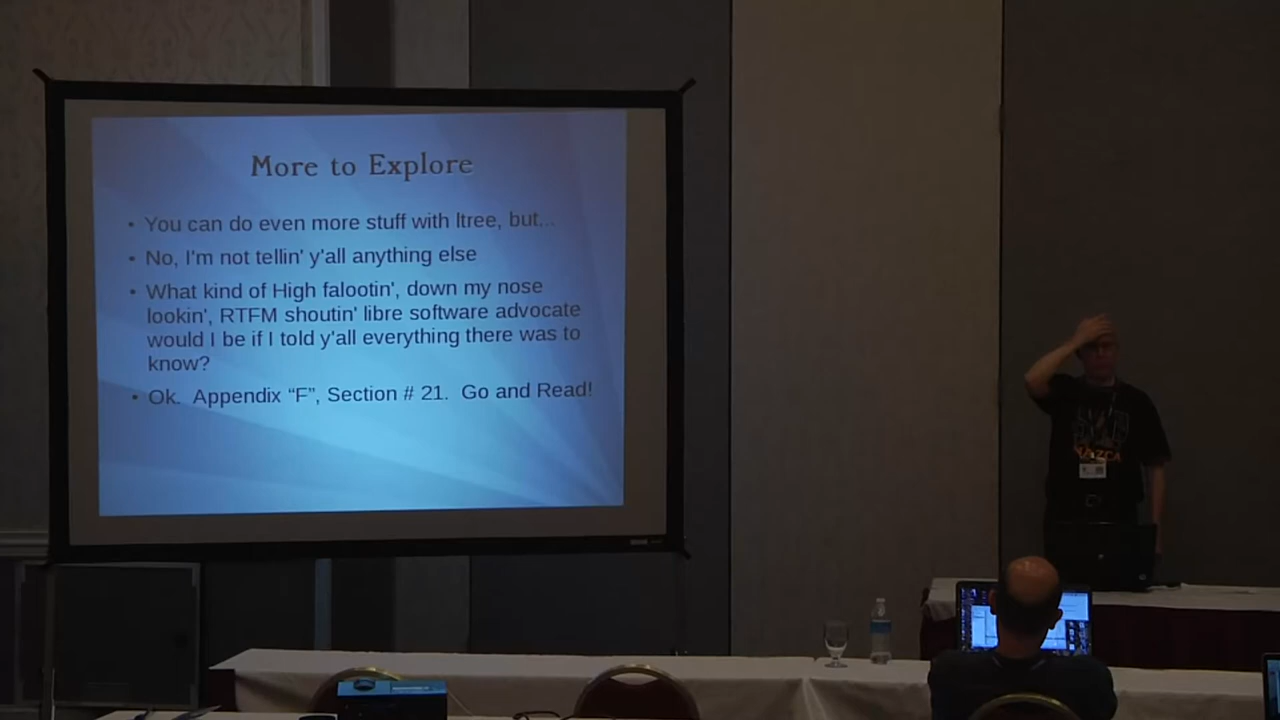 More to Explore
• You can do even more stuff with ltree, but...
• No, I'm not tellin' y'all anything else
• What kind of High falootin', down my nose
lookin', RTFM shoutin' libre software advocate
would I be if I told y'all everything there was to
know?
• Ok. Appendix “F”, Section # 21. Go and Read!